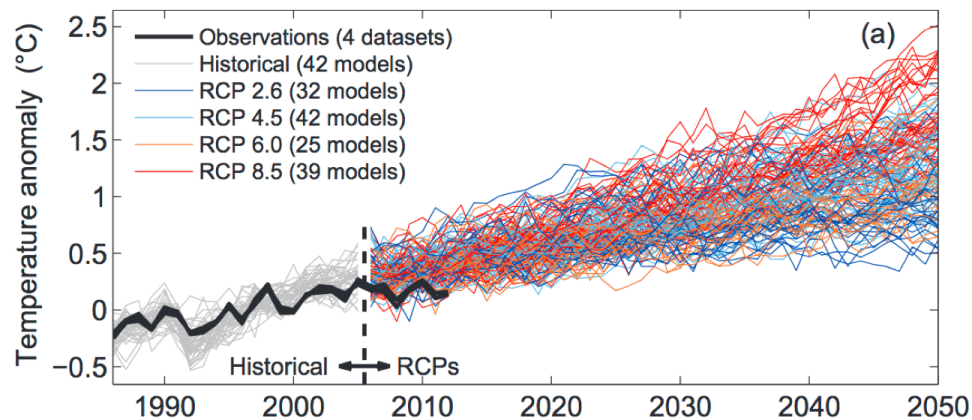 (a)
Temperature anomaly (°C)
2.5
2
1.5
1
0.5
0
−0.5
Observations (4 datasets)
Historical (42 models)
RCP 2.6 (32 models)
RCP 4.5 (42 models)
RCP 6.0 (25 models)
RCP 8.5 (39 models)
Historical
RCPs
1990 2000 2010 2020 2030 2040 2050